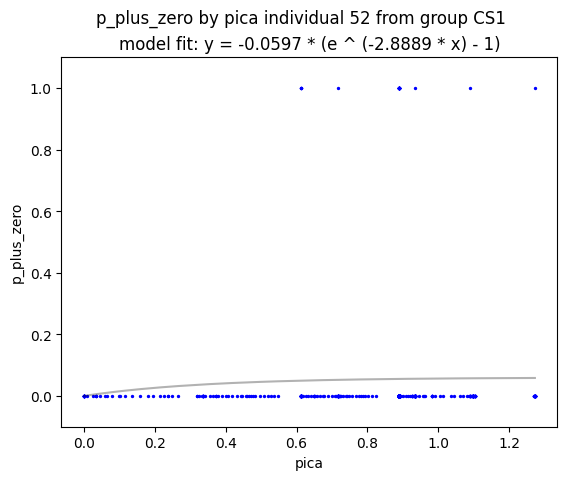 p_plus_zero by pica individual 52 from group CS1
model fit: y = -0.0597 * (e ^ (-2.8889 * x) - 1)
1.0
0.8
0.6
0.4
0.2
0.0
p_plus_zero
0.0 0.2 0.4 0.6 0.8 1.0 1.2
pica